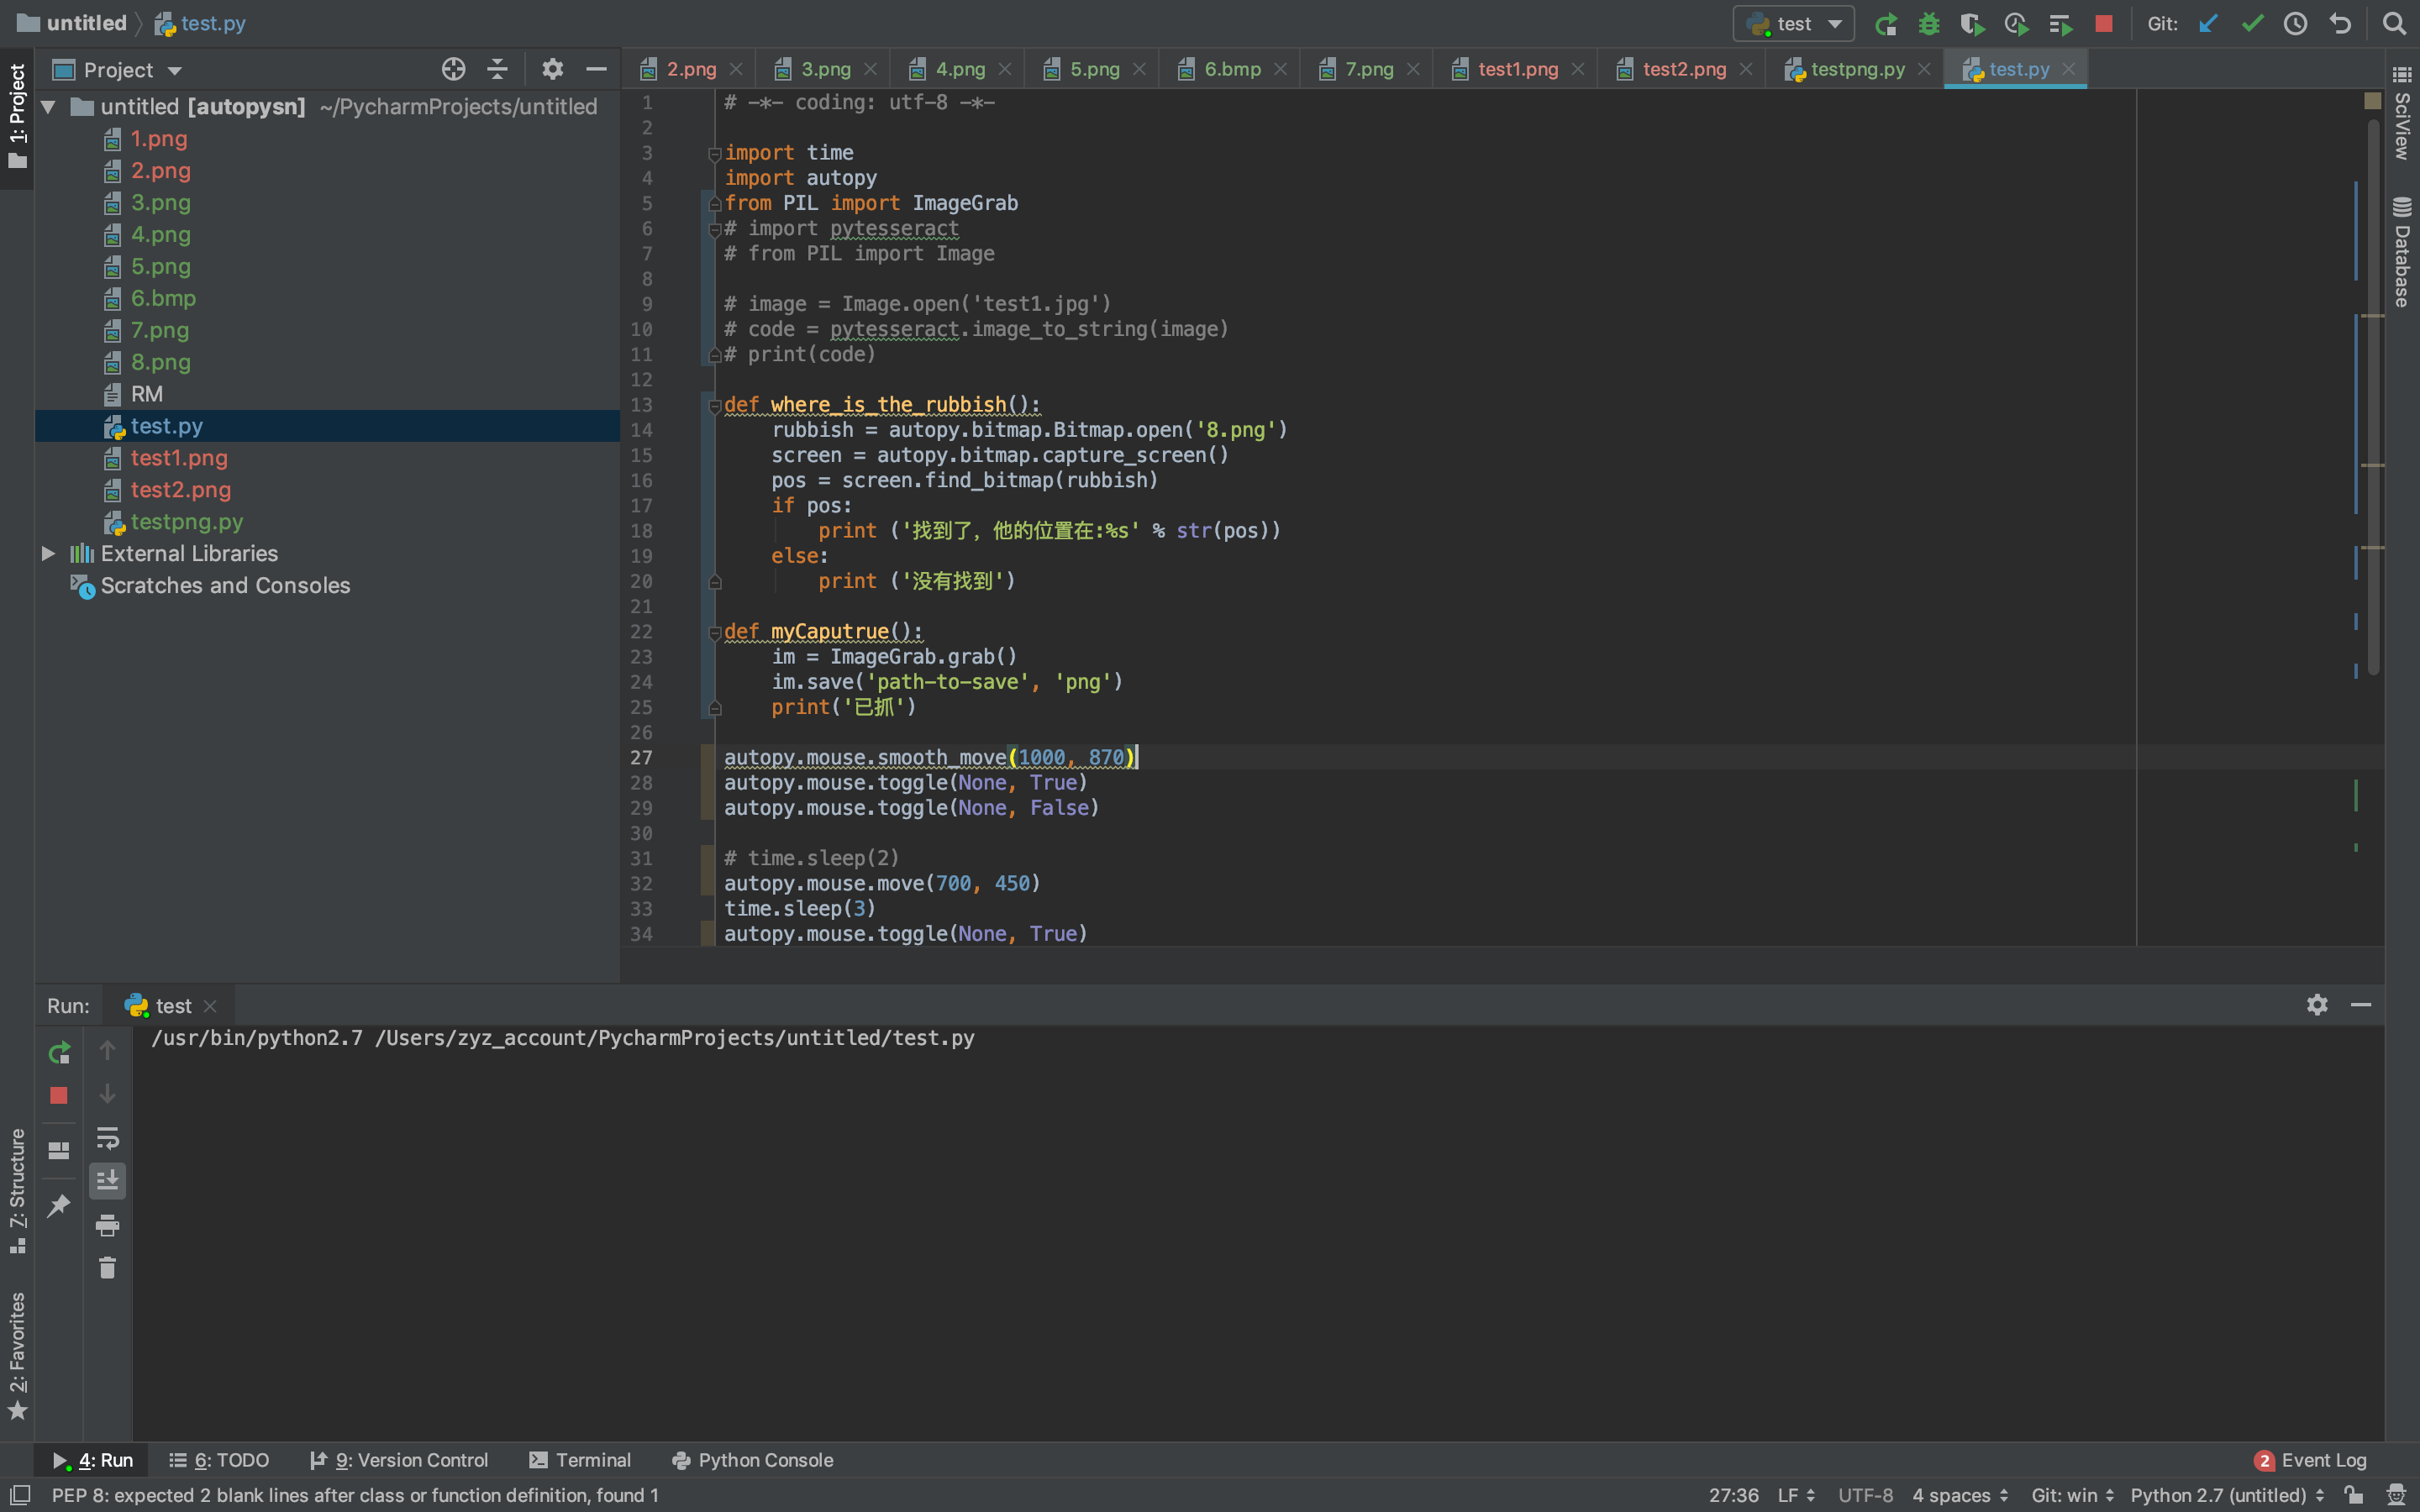 untitled
test.py
test
Git:
1: Project
Project
untitled [autopysn] ~/PycharmProjects/untitled
1.png
2.png
3.png
4.png
5.png
6.bmp
7.png
8.png
RM
test.py
test1.png
test2.png
testpng.py
External Libraries
Scratches and Consoles
2.png
3.png
4.png
5.png
6.bmp
7.png
test1.png
test2.png
testpng.py
test.py
1 # -*- coding: utf-8 -*-
2
3 import time
4 import autopy
5 from PIL import ImageGrab
6 # import pytesseract
7 # from PIL import Image
8
9 # image = Image.open('test1.jpg')
10 # code = pytesseract.image_to_string(image)
11 # print(code)
12
13 def where_is_the_rubbish():
14 rubbish = autopy.bitmap.Bitmap.open('8.png')
15 screen = autopy.bitmap.capture_screen()
16 pos = screen.find_bitmap(rubbish)
17 if pos:
18 print ('找到了，他的位置在:%s' % str(pos))
19 else:
20 print ('没有找到')
21
22 def myCaputrue():
23 im = ImageGrab.grab()
24 im.save('path-to-save', 'png')
25 print('已抓')
26
27 autopy.mouse.smooth_move(1000, 870)
28 autopy.mouse.toggle(None, True)
29 autopy.mouse.toggle(None, False)
30
31 # time.sleep(2)
32 autopy.mouse.move(700, 450)
33 time.sleep(3)
34 autopy.mouse.toggle(None, True)
SciView
Database
Run:
test
/usr/bin/python2.7 /Users/zyz_account/PycharmProjects/untitled/test.py
7: Structure
2: Favorites
4: Run
6: TODO
9: Version Control
Terminal
Python Console
2 Event Log
PEP 8: expected 2 blank lines after class or function definition, found 1
27:36
LF
UTF-8
4 spaces
Git: win
Python 2.7 (untitled)